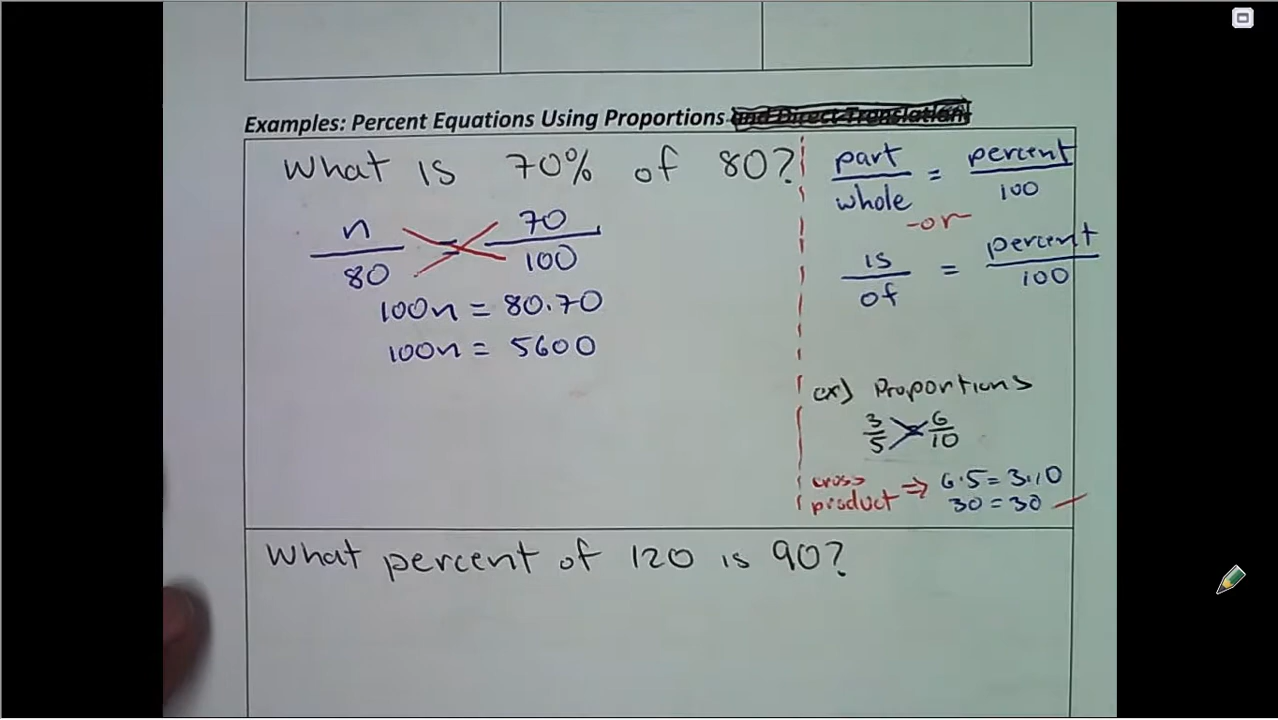 Examples: Percent Equations Using Proportions and Direct Translation
What is 70% of 80?
n/80 = 70/100
100n = 80.70
100n = 5600
part/whole = percent/100
-or-
is/of = percent/100
ex) Proportions
3/5 = 6/10
cross product ⇒ 6·5 = 3·10
30 = 30
What percent of 120 is 90?